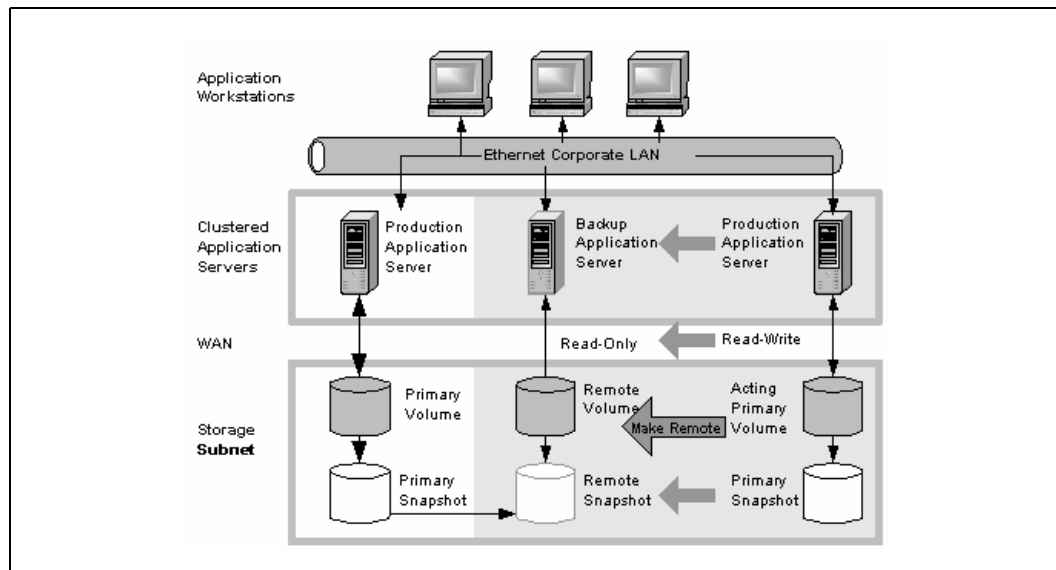 Application
Workstations
Ethernet Corporate LAN
Clustered
Application
Servers
Production
Application
Server
Backup
Application
Server
Production
Application
Server
WAN
Read-Only
Read-Write
Storage
Subnet
Primary
Volume
Remote
Volume
Make Remote
Acting
Primary
Volume
Primary
Snapshot
Remote
Snapshot
Primary
Snapshot